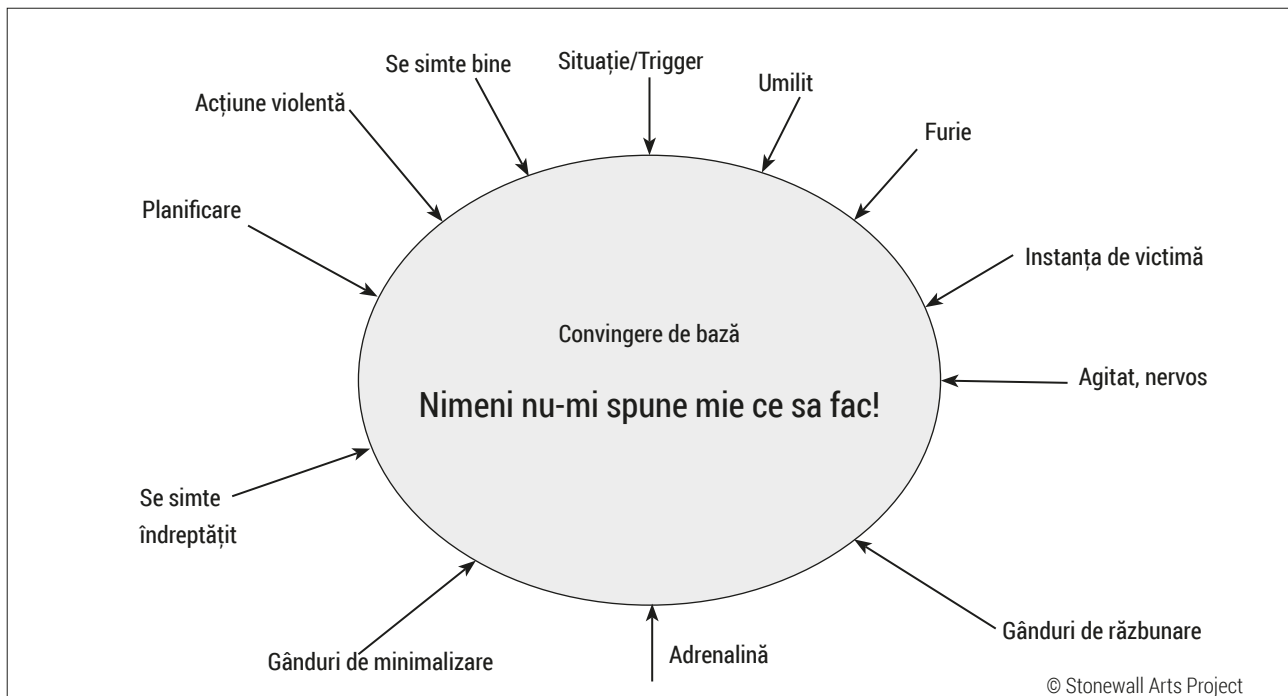 Situație/Trigger
Umilit
Furie
Instanța de victimă
Agitat, nervos
Gânduri de răzbunare
Adrenalină
Gânduri de minimalizare
Se simte
îndreptățit
Planificare
Acțiune violentă
Se simte bine
Convingere de bază
Nimeni nu-mi spune mie ce sa fac!
© Stonewall Arts Project